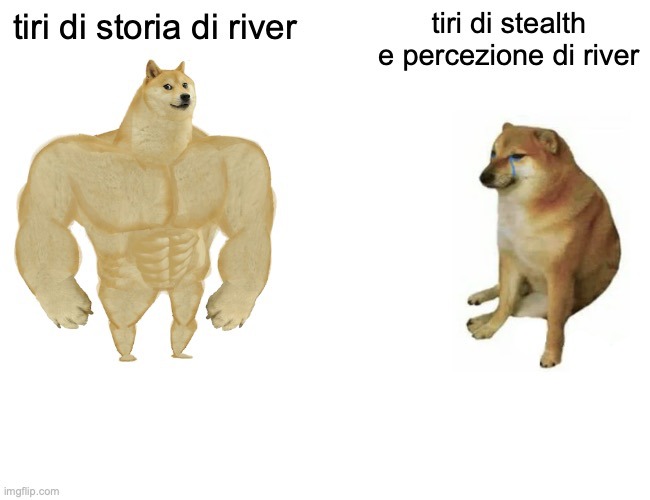 tiri di storia di river
tiri di stealth
e percezione di river
imgflip.com